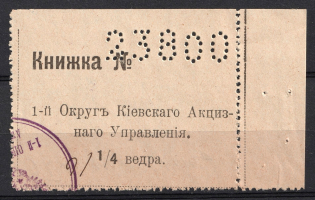 Книжка № 23800
1-й Округъ Кіевскаго Акциз-
наго Управленія.
1/4 ведра.